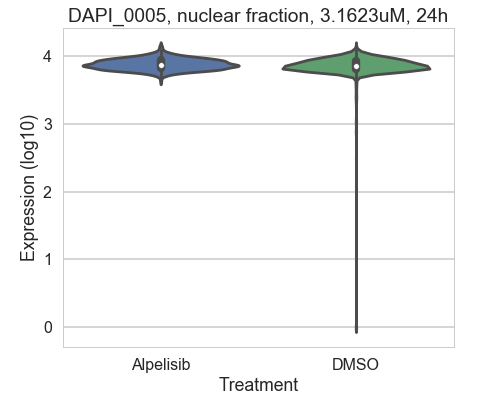 DAPI_0005, nuclear fraction, 3.1623uM, 24h
4
3
2
1
0
Expression (log10)
Alpelisib
DMSO
Treatment